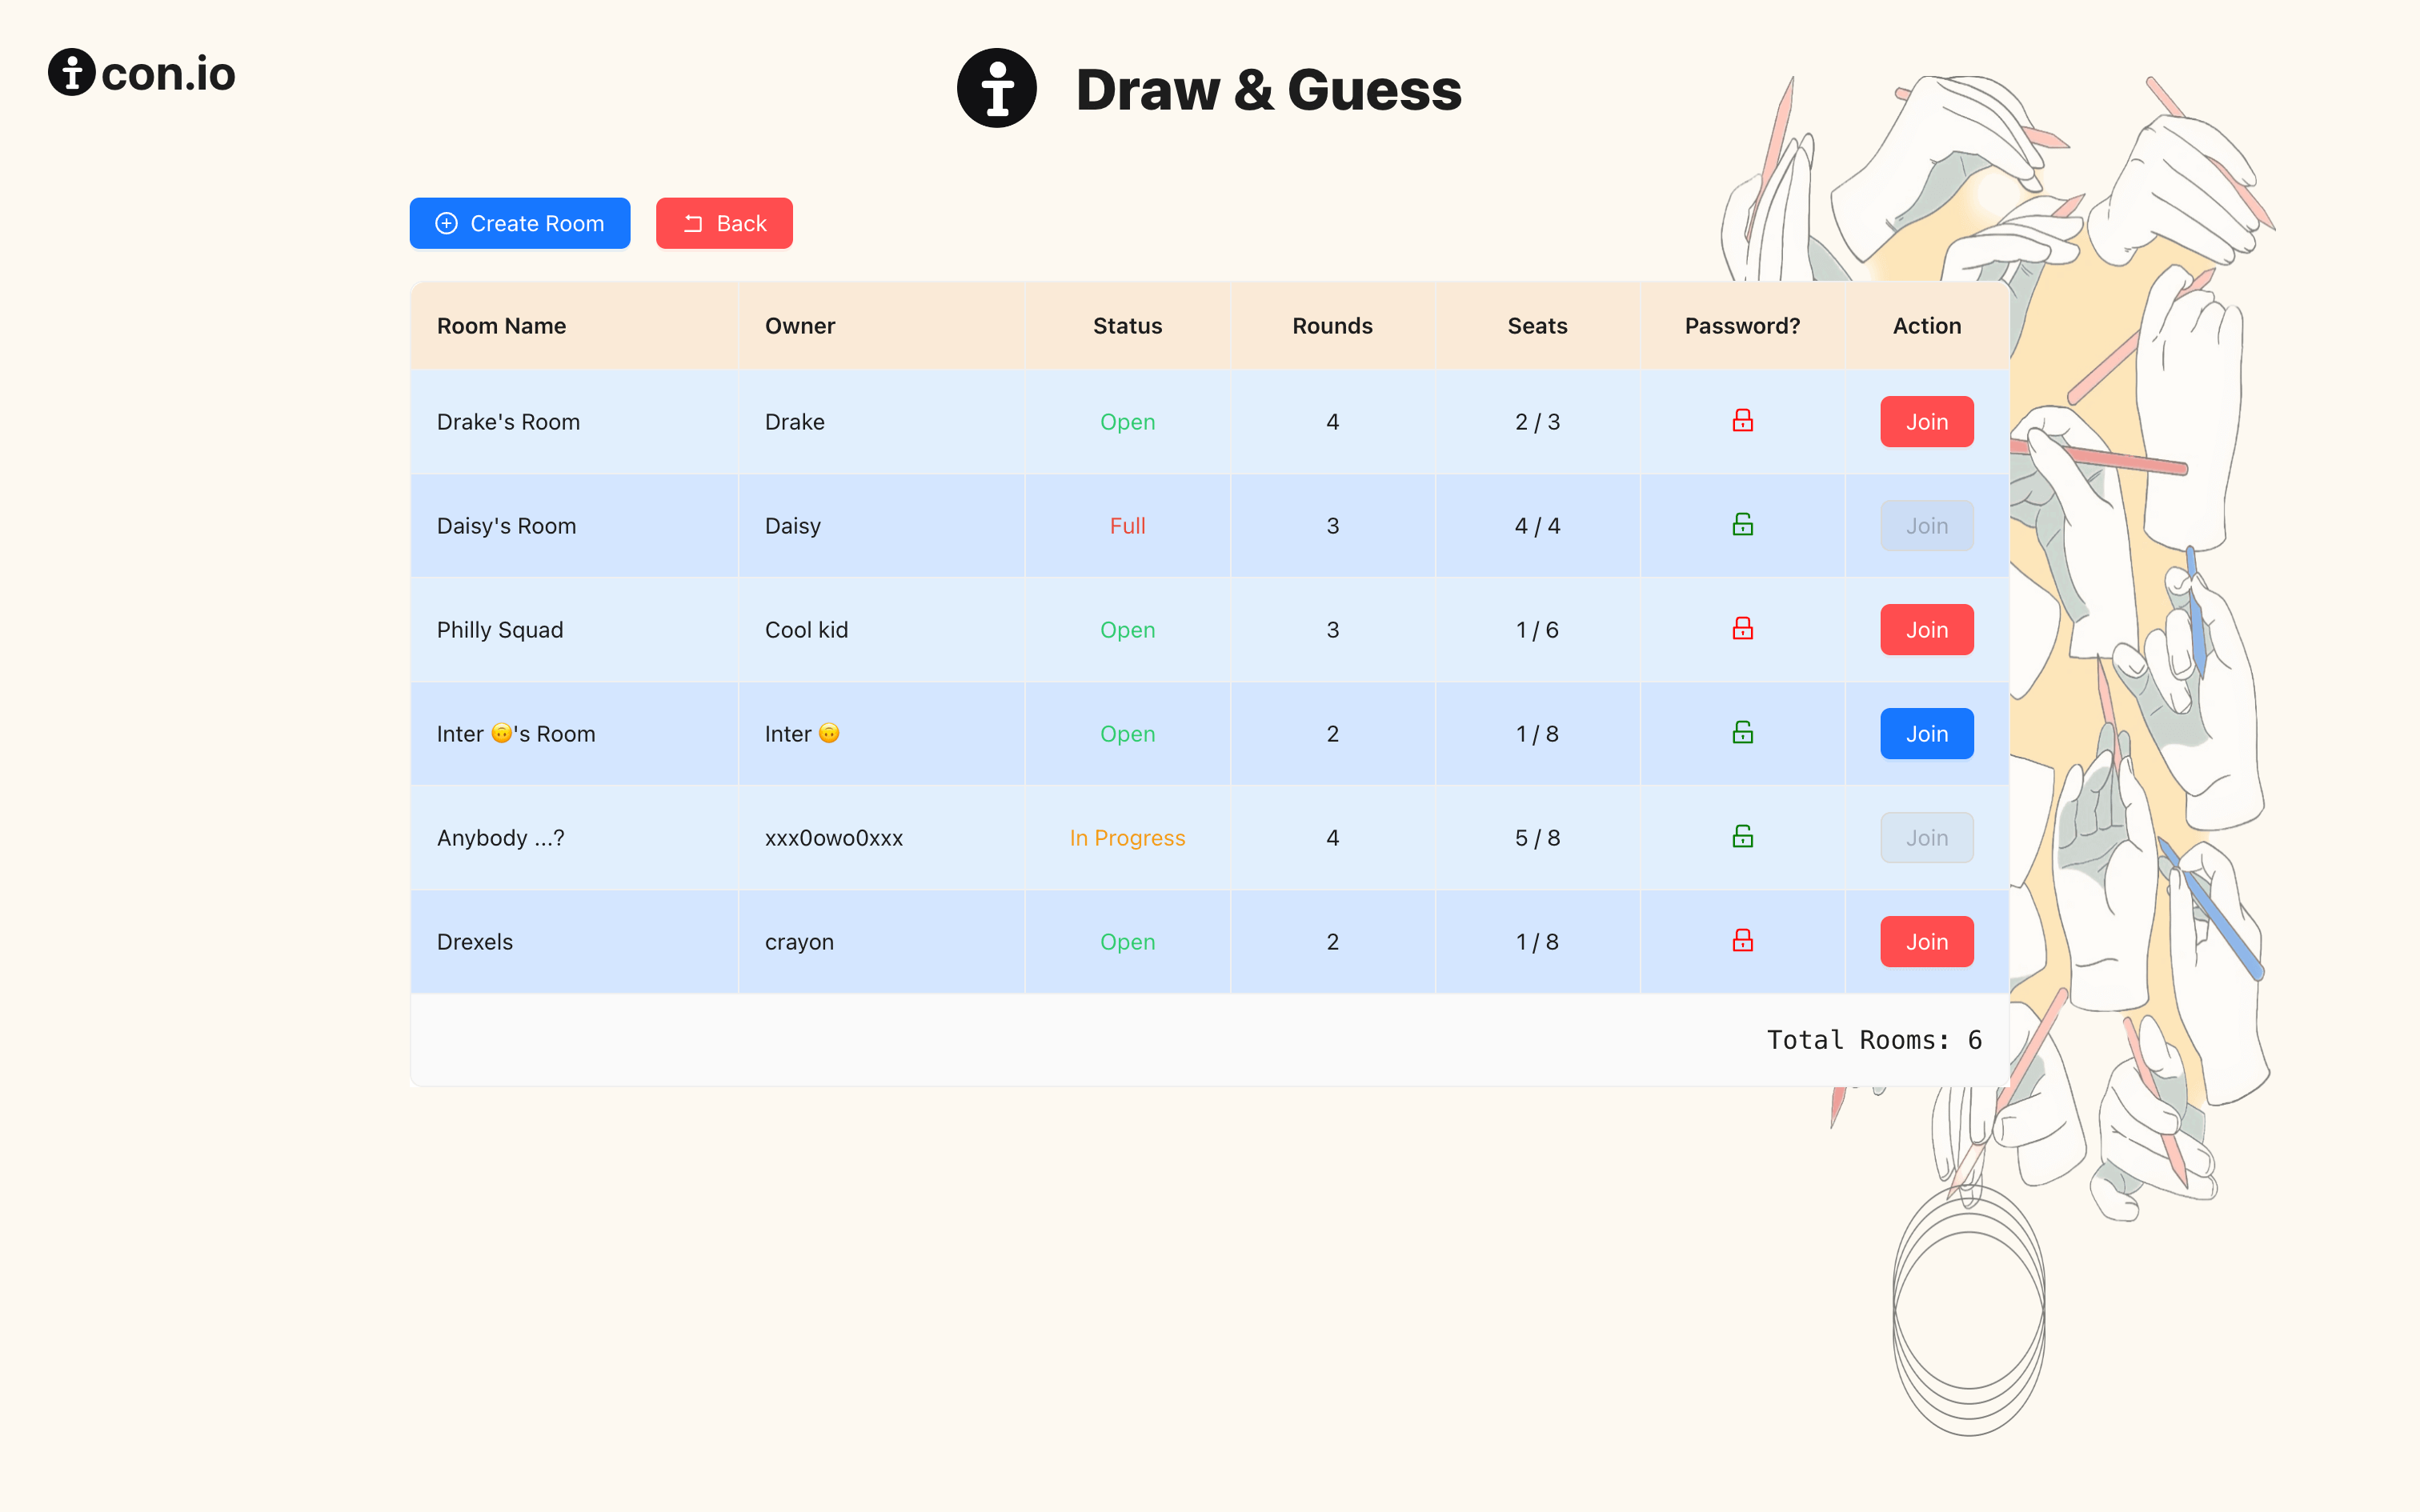 icon.io
Draw & Guess
Create Room Back
Room Name Owner Status Rounds Seats Password? Action
Drake's Room Drake Open 4 2 / 3 Join
Daisy's Room Daisy Full 3 4 / 4 Join
Philly Squad Cool kid Open 3 1 / 6 Join
Inter 🙃's Room Inter 🙃 Open 2 1 / 8 Join
Anybody ...? xxx0owo0xxx In Progress 4 5 / 8 Join
Drexels crayon Open 2 1 / 8 Join
Total Rooms: 6